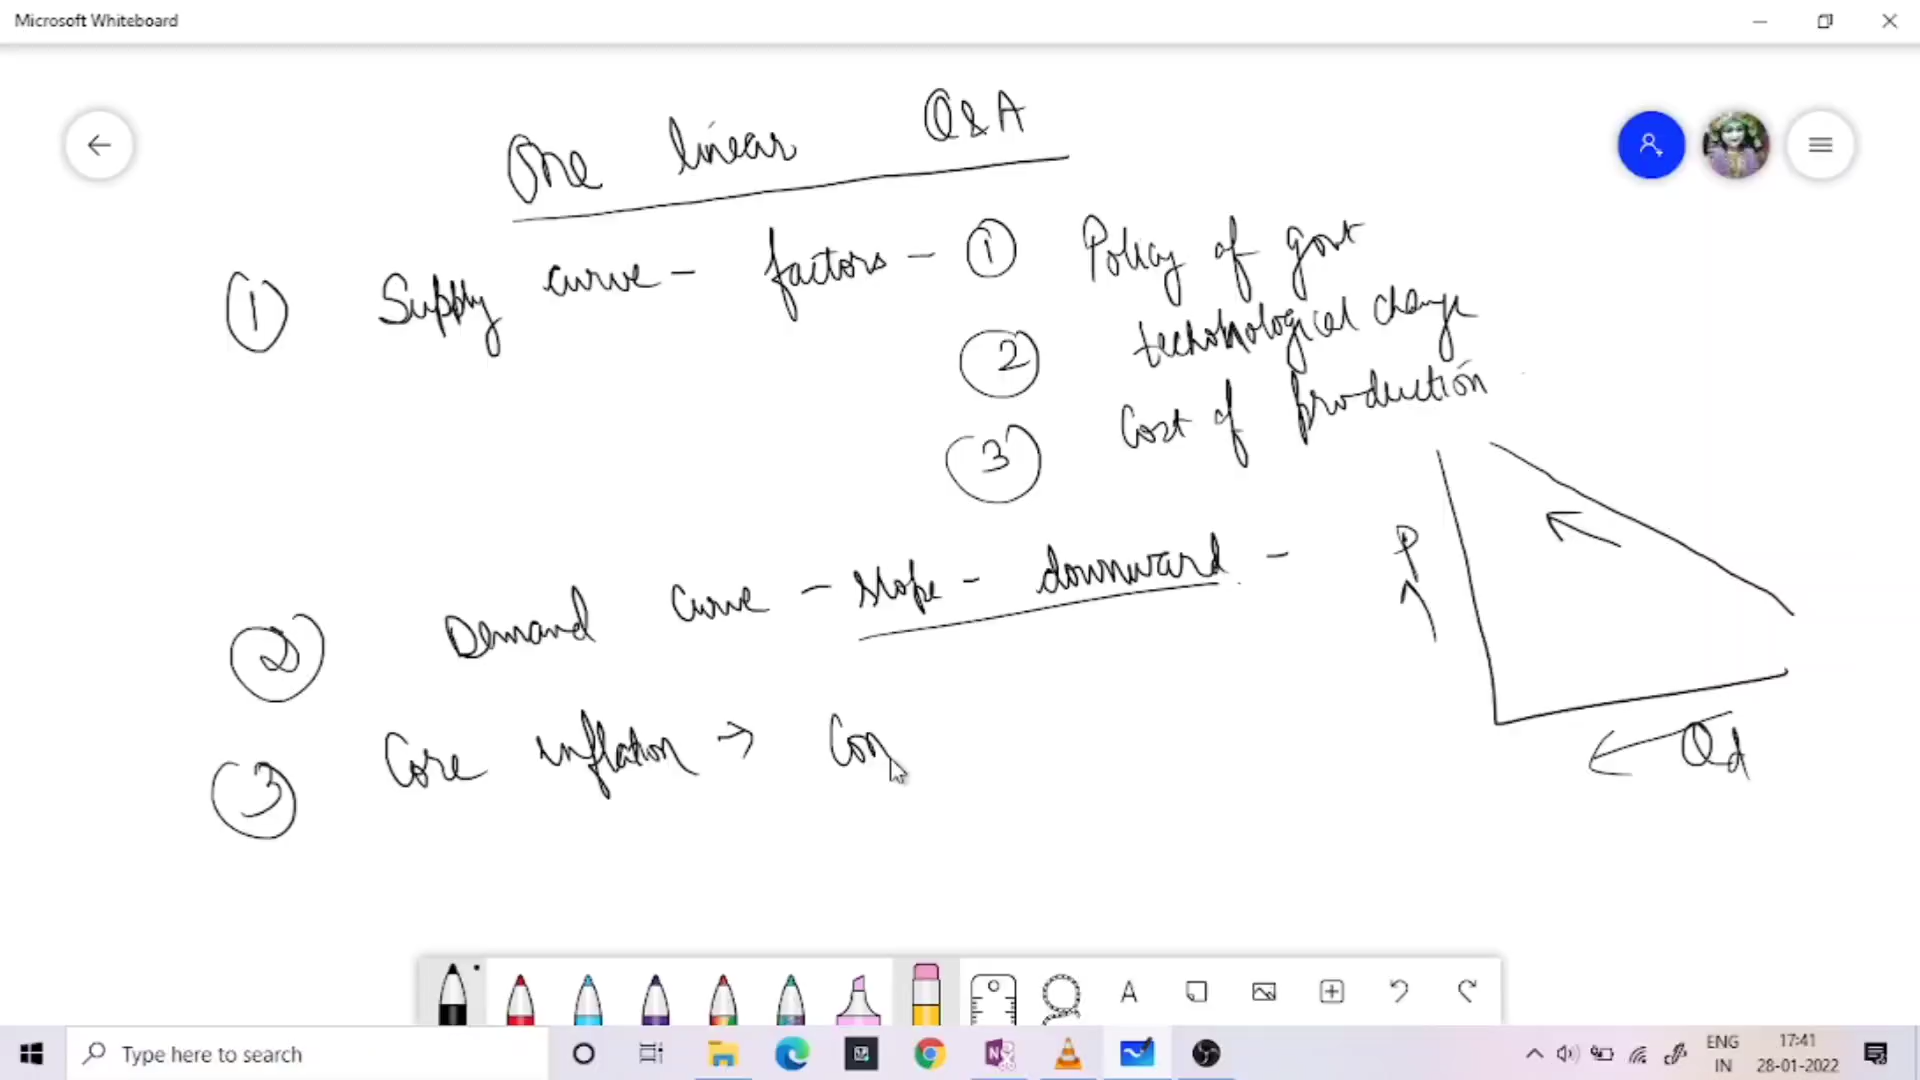 Microsoft Whiteboard
One linear Q&A
① Supply curve - factors - ① Policy of govt
② technological change
③ Cost of production
② Demand curve - slope - downward - P
Qd
③ Core inflation → Con
A
Type here to search
ENG
IN
17:41
28-01-2022